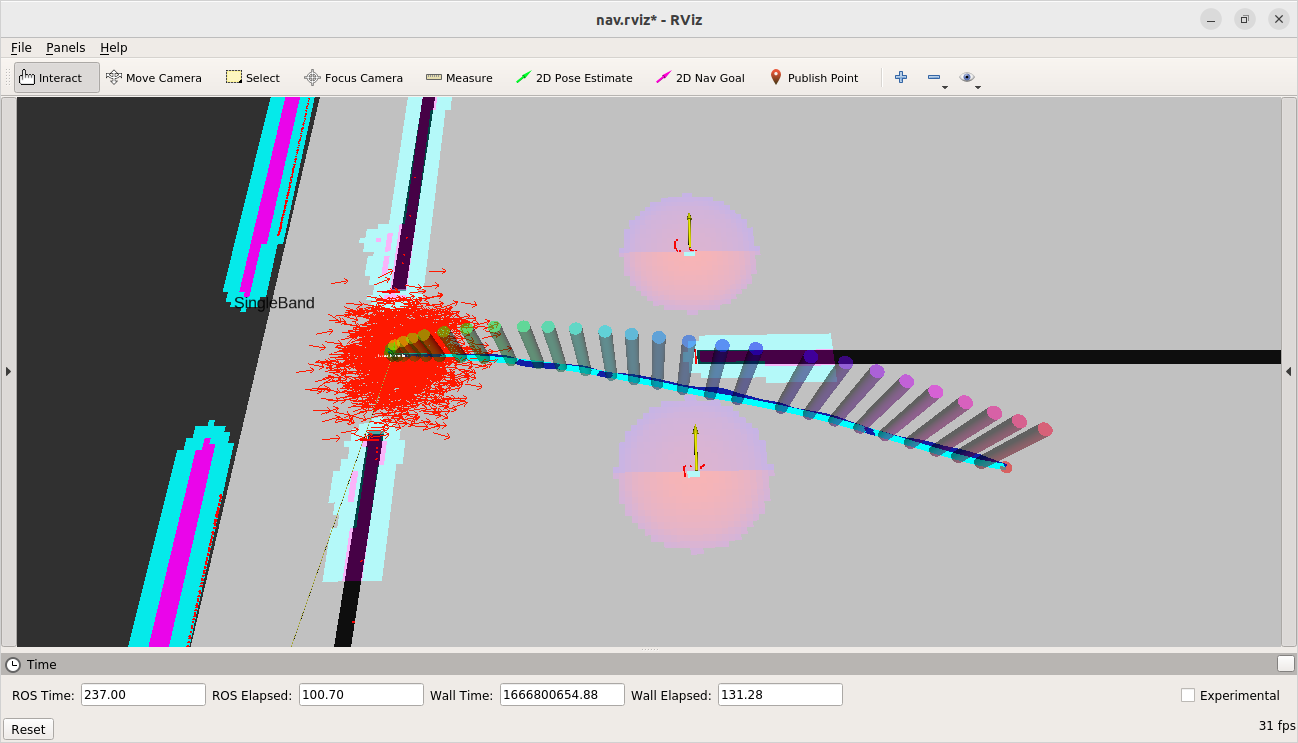 nav.rviz* - RViz
File Panels Help
Interact Move Camera Select Focus Camera Measure 2D Pose Estimate 2D Nav Goal Publish Point
SingleBand
Time
ROS Time: 237.00 ROS Elapsed: 100.70 Wall Time: 1666800654.88 Wall Elapsed: 131.28 Experimental
Reset 31 fps